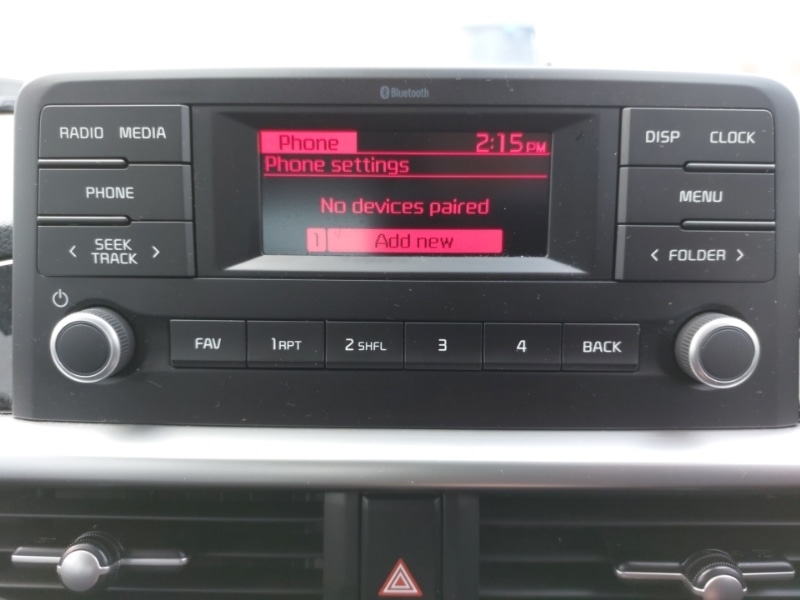 Bluetooth
RADIO MEDIA
Phone 2:15 PM
DISP CLOCK
Phone settings
PHONE
No devices paired
MENU
1 Add new
< SEEK TRACK >
< FOLDER >
FAV 1 RPT 2 SHFL 3 4 BACK